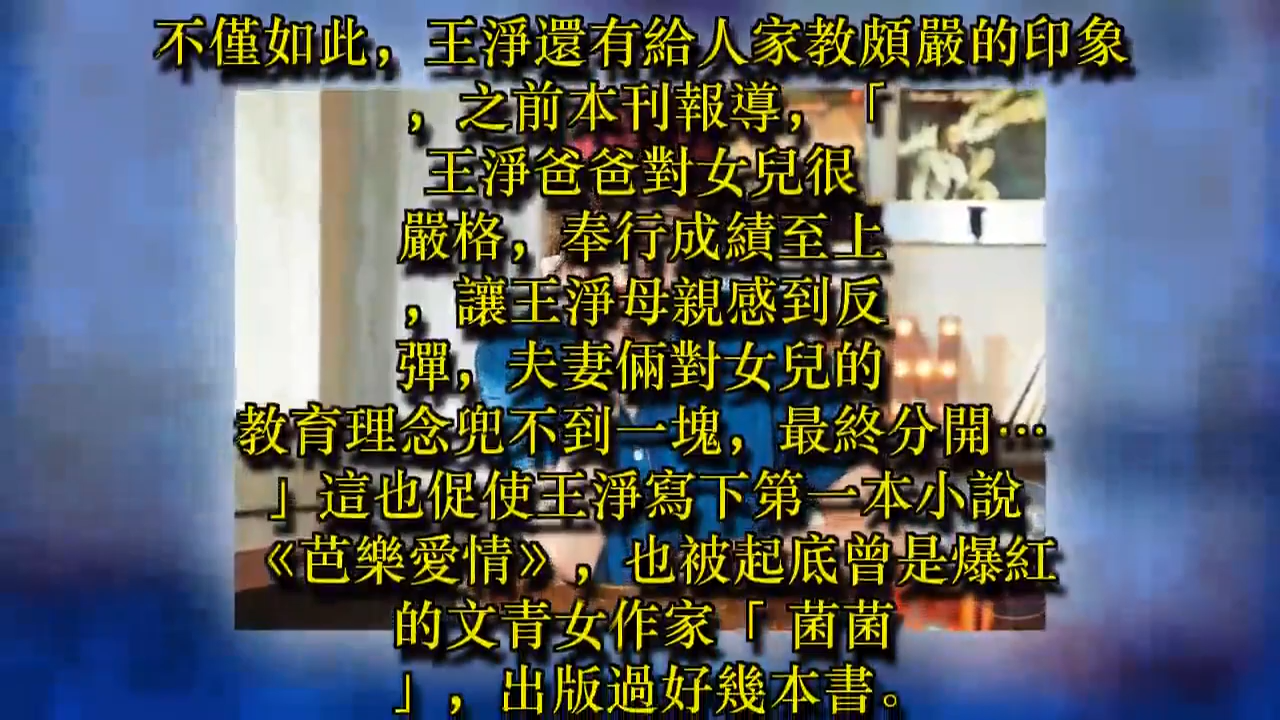 不僅如此，王淨還有給人家教頗嚴的印象
，之前本刊報導，「
王淨爸爸對女兒很
嚴格，奉行成績至上
，讓王淨母親感到反
彈，夫妻倆對女兒的
教育理念兜不到一塊，最終分開…
」這也促使王淨寫下第一本小說
《芭樂愛情》，也被起底曾是爆紅
的文青女作家「 菌菌
」，出版過好幾本書。